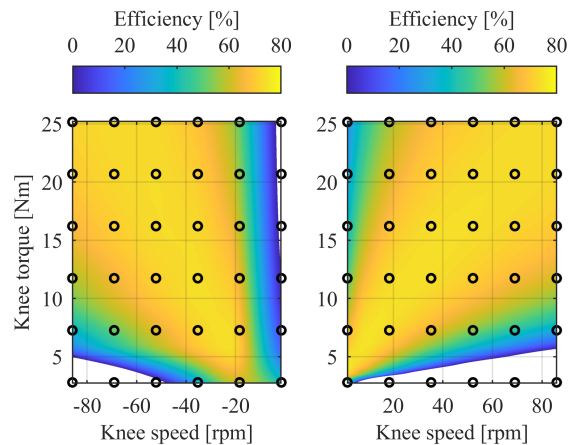 Efficiency [%] Efficiency [%]
0 20 40 60 80 0 20 40 60 80
Knee torque [Nm]
25 25
20 20
15 15
10 10
5 5
-80 -60 -40 -20 20 40 60 80
Knee speed [rpm] Knee speed [rpm]